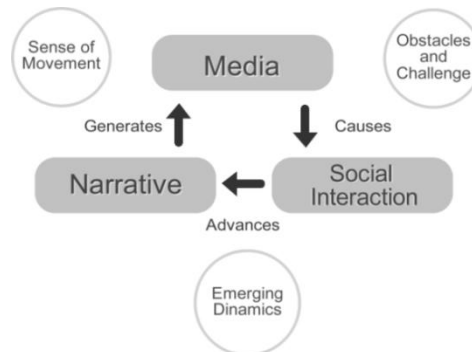 Sense of
Movement
Media
Obstacles
and
Challenge
Generates
Causes
Narrative
Social
Interaction
Advances
Emerging
Dinamics